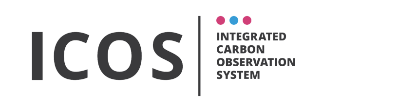 ICOS
INTEGRATED
CARBON
OBSERVATION
SYSTEM